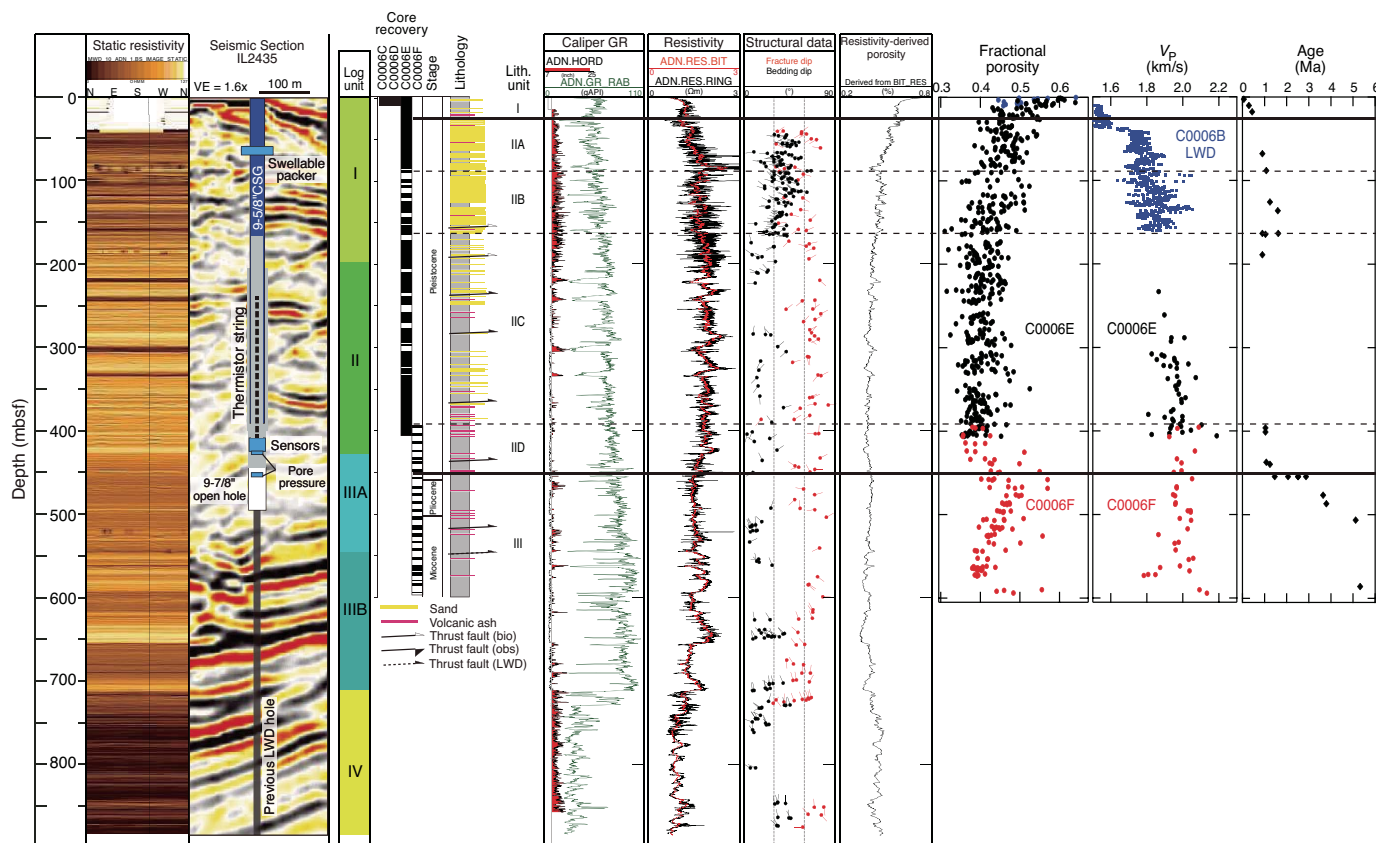 Static resistivity
MWD_10_ADN_1.BS_IMAGE_STATIC
N E S W N
Seismic Section
IL2435
VE = 1.6x
100 m
Log
unit
Core
recovery
C0006C
C0006D
C0006E
C0006F
Stage
Lithology
Lith.
unit
Caliper GR
ADN.HORD
7 (inch) 25
ADN.GR_RAB
0 (gAPI) 110
Resistivity
ADN.RES.BIT
0 3
ADN.RES.RING
0 (Ωm) 3
Structural data
Fracture dip
Bedding dip
0 (°) 90
Resistivity-derived
porosity
Derived from BIT_RES
0.2 (%) 0.8
Fractional
porosity
0.3 0.4 0.5 0.6
VP
(km/s)
1.6 1.8 2.0 2.2
Age
(Ma)
0 1 2 3 4 5 6
Depth (mbsf)
0
100
200
300
400
500
600
700
800
Swellable
packer
9-5/8"CSG
Thermistor string
Sensors
Pore
pressure
9-7/8"
open hole
Previous LWD hole
I
II
IIIA
IIIB
IV
Pleistocene
Pliocene
Miocene
I
IIA
IIB
IIC
IID
III
Sand
Volcanic ash
Thrust fault (bio)
Thrust fault (obs)
Thrust fault (LWD)
C0006E
C0006F
C0006B
LWD
C0006E
C0006F